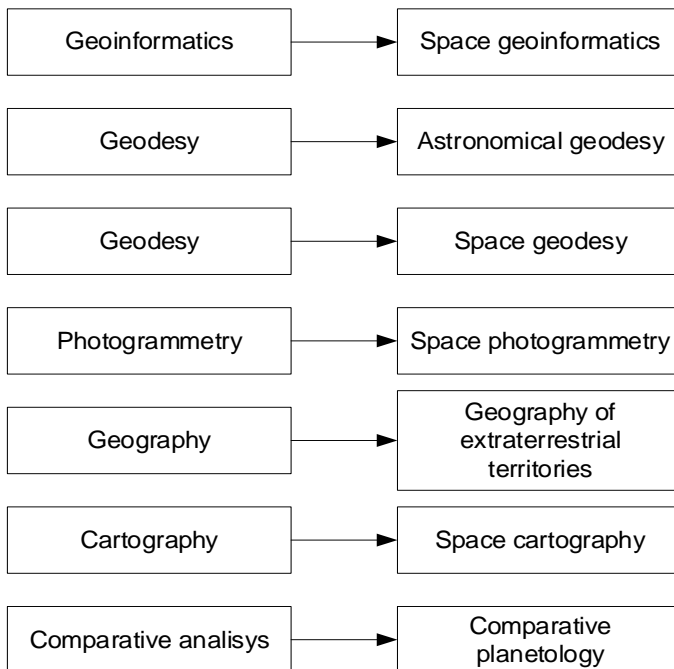 Geoinformatics
Space geoinformatics
Geodesy
Astronomical geodesy
Geodesy
Space geodesy
Photogrammetry
Space photogrammetry
Geography
Geography of
extraterrestrial
territories
Cartography
Space cartography
Comparative analisys
Comparative
planetology